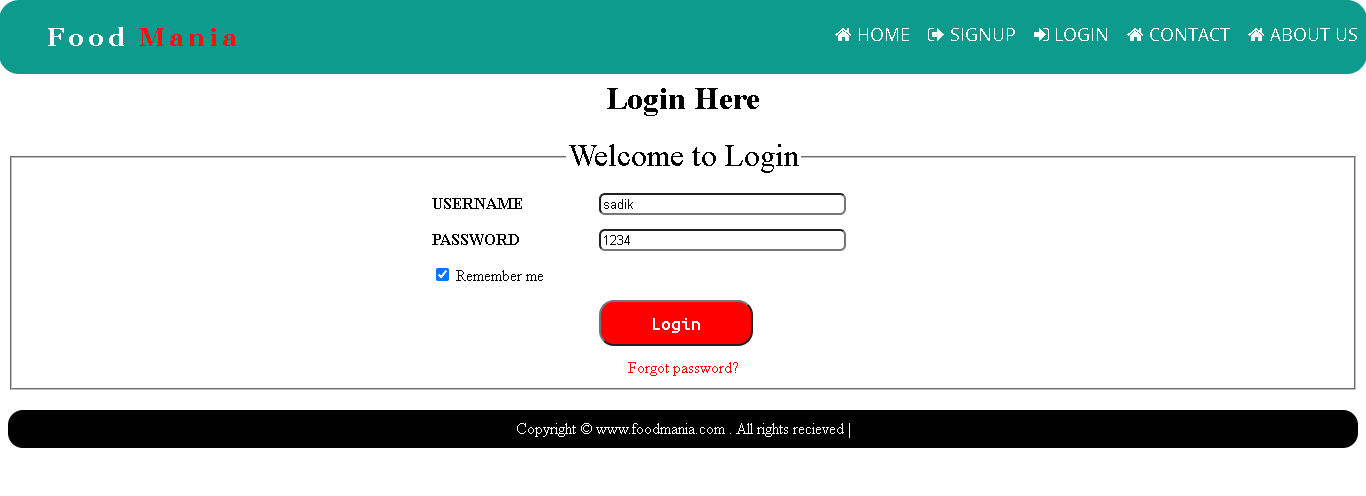 Food Mania HOME SIGNUP LOGIN CONTACT ABOUT US
Login Here
Welcome to Login
USERNAME sadik
PASSWORD 1234
Remember me
Login
Forgot password?
Copyright © www.foodmania.com . All rights recieved |